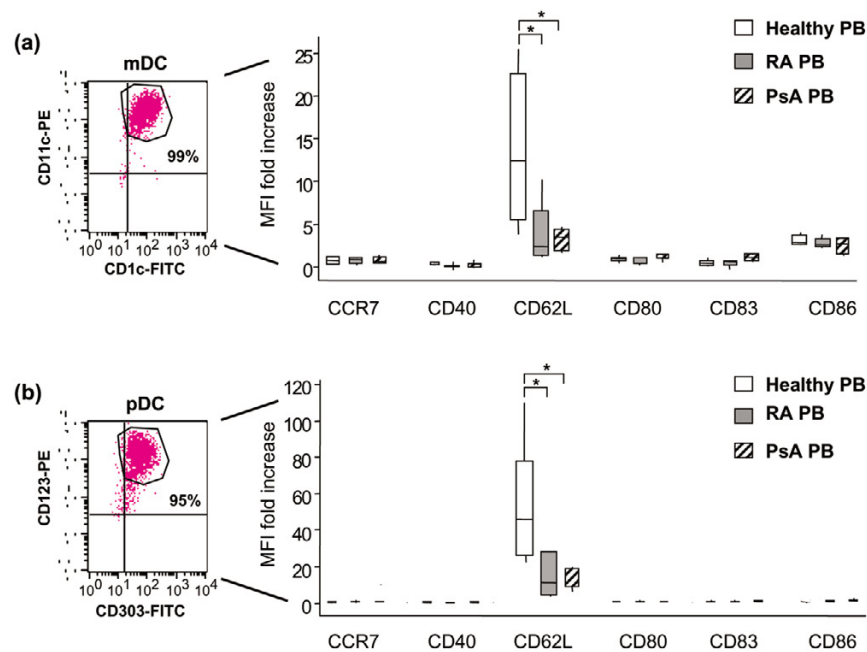 (a)
mDC
CD11c-PE
99%
10⁰ 10¹ 10² 10³ 10⁴
CD1c-FITC
MFI fold increase
25
20
15
10
5
0
* 
*
Healthy PB
RA PB
PsA PB
CCR7 CD40 CD62L CD80 CD83 CD86
(b)
pDC
CD123-PE
95%
10⁰ 10¹ 10² 10³ 10⁴
CD303-FITC
MFI fold increase
120
100
80
60
40
20
0
*
*
Healthy PB
RA PB
PsA PB
CCR7 CD40 CD62L CD80 CD83 CD86